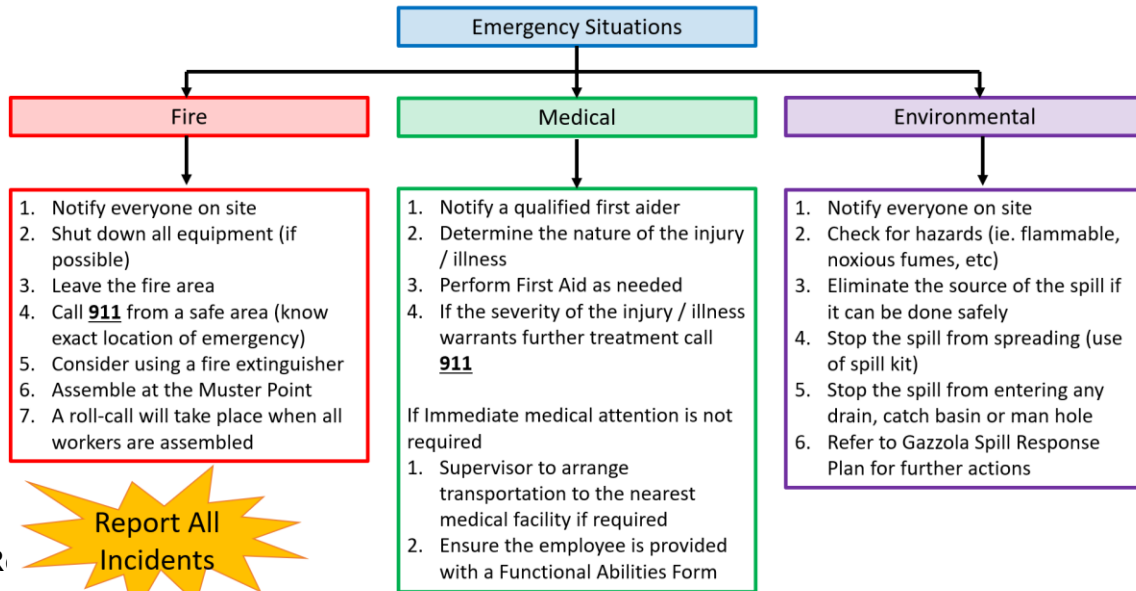 Emergency Situations
Fire
1. Notify everyone on site
2. Shut down all equipment (if
possible)
3. Leave the fire area
4. Call 911 from a safe area (know
exact location of emergency)
5. Consider using a fire extinguisher
6. Assemble at the Muster Point
7. A roll-call will take place when all
workers are assembled
Medical
1. Notify a qualified first aider
2. Determine the nature of the injury
/ illness
3. Perform First Aid as needed
4. If the severity of the injury / illness
warrants further treatment call
911
If Immediate medical attention is not
required
1. Supervisor to arrange
transportation to the nearest
medical facility if required
2. Ensure the employee is provided
with a Functional Abilities Form
Environmental
1. Notify everyone on site
2. Check for hazards (ie. flammable,
noxious fumes, etc)
3. Eliminate the source of the spill if
it can be done safely
4. Stop the spill from spreading (use
of spill kit)
5. Stop the spill from entering any
drain, catch basin or man hole
6. Refer to Gazzola Spill Response
Plan for further actions
Report All
Incidents